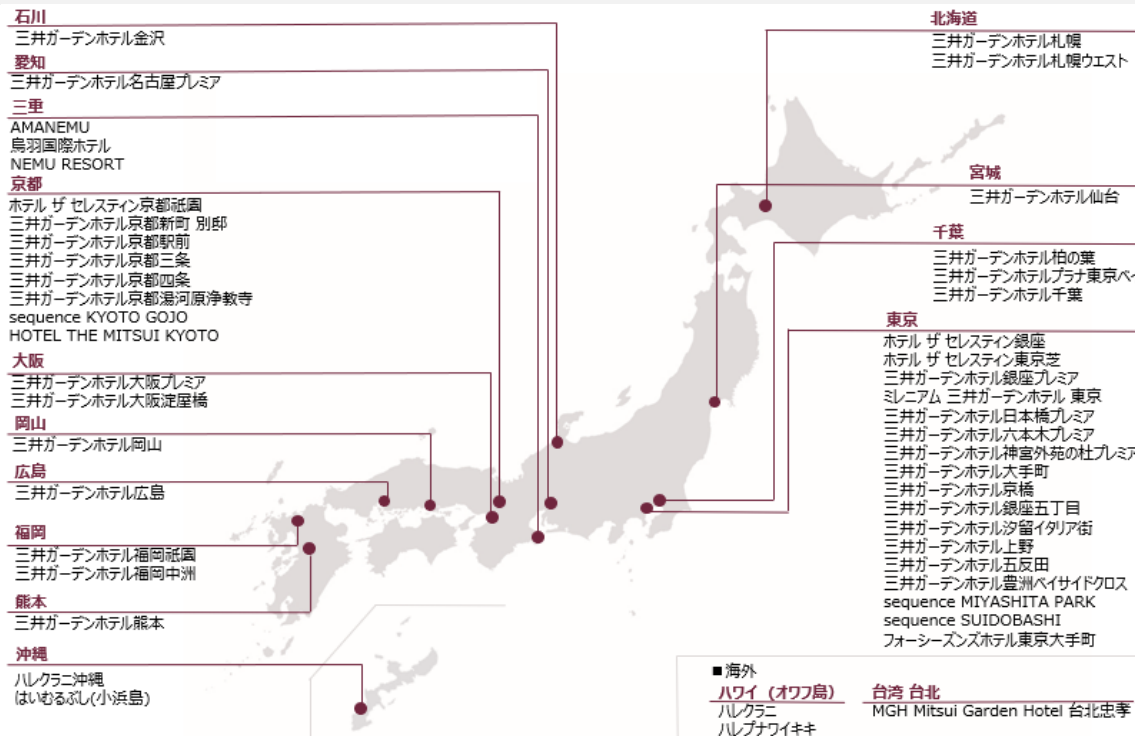 石川
三井ガーデンホテル金沢
愛知
三井ガーデンホテル名古屋プレミア
三重
AMANEMU
鳥羽国際ホテル
NEMU RESORT
京都
ホテル ザ セレスティン京都祇園
三井ガーデンホテル京都新町 別邸
三井ガーデンホテル京都駅前
三井ガーデンホテル京都三条
三井ガーデンホテル京都四条
三井ガーデンホテル京都湯河原浄教寺
sequence KYOTO GOJO
HOTEL THE MITSUI KYOTO
大阪
三井ガーデンホテル大阪プレミア
三井ガーデンホテル大阪淀屋橋
岡山
三井ガーデンホテル岡山
広島
三井ガーデンホテル広島
福岡
三井ガーデンホテル福岡祇園
三井ガーデンホテル福岡中洲
熊本
三井ガーデンホテル熊本
沖縄
ハレクラニ沖縄
はいむるぶし(小浜島)
北海道
三井ガーデンホテル札幌
三井ガーデンホテル札幌ウエスト
宮城
三井ガーデンホテル仙台
千葉
三井ガーデンホテル柏の葉
三井ガーデンホテルプラナ東京ベイ
三井ガーデンホテル千葉
東京
ホテル ザ セレスティン銀座
ホテル ザ セレスティン東京芝
三井ガーデンホテル銀座プレミア
ミレニアム 三井ガーデンホテル 東京
三井ガーデンホテル日本橋プレミア
三井ガーデンホテル六本木プレミア
三井ガーデンホテル神宮外苑の杜プレミア
三井ガーデンホテル大手町
三井ガーデンホテル京橋
三井ガーデンホテル銀座五丁目
三井ガーデンホテル汐留イタリア街
三井ガーデンホテル上野
三井ガーデンホテル五反田
三井ガーデンホテル豊洲ベイサイドクロス
sequence MIYASHITA PARK
sequence SUIDOBASHI
フォーシーズンズホテル東京大手町
■海外
ハワイ (オワフ島)
ハレクラニ
ハレプナワイキキ
台湾 台北
MGH Mitsui Garden Hotel 台北忠孝